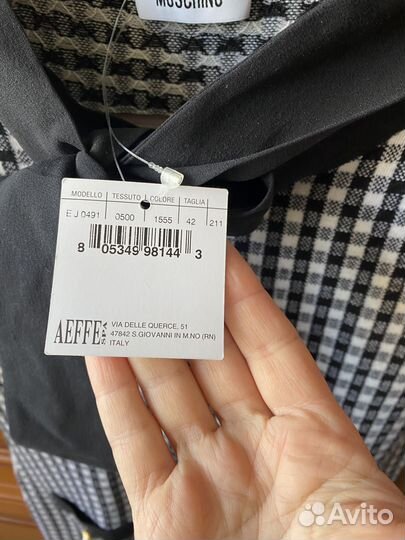 MOSCHINO
MODELLO TESSUTO COLORE TAGLIA
E J 0491 0500 1555 42 211
8 05349 98144 3
AEFFE SPA
VIA DELLE QUERCE, 51
47842 S.GIOVANNI IN M.NO (RN)
ITALY
Avito